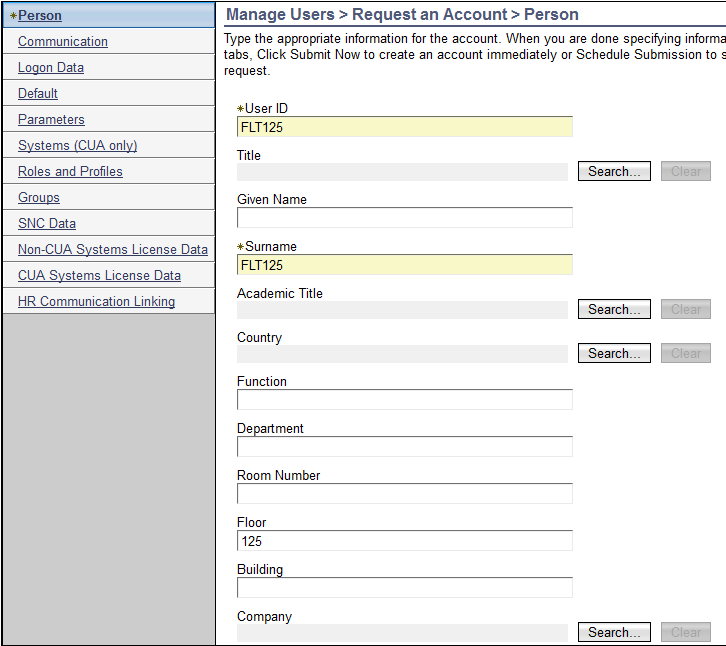 *Person
Communication
Logon Data
Default
Parameters
Systems (CUA only)
Roles and Profiles
Groups
SNC Data
Non-CUA Systems License Data
CUA Systems License Data
HR Communication Linking
Manage Users > Request an Account > Person
Type the appropriate information for the account. When you are done specifying informa
tabs, Click Submit Now to create an account immediately or Schedule Submission to s
request.
*User ID
FLT125
Title
Search... Clear
Given Name
*Surname
FLT125
Academic Title
Search... Clear
Country
Search... Clear
Function
Department
Room Number
Floor
125
Building
Company
Search... Clear